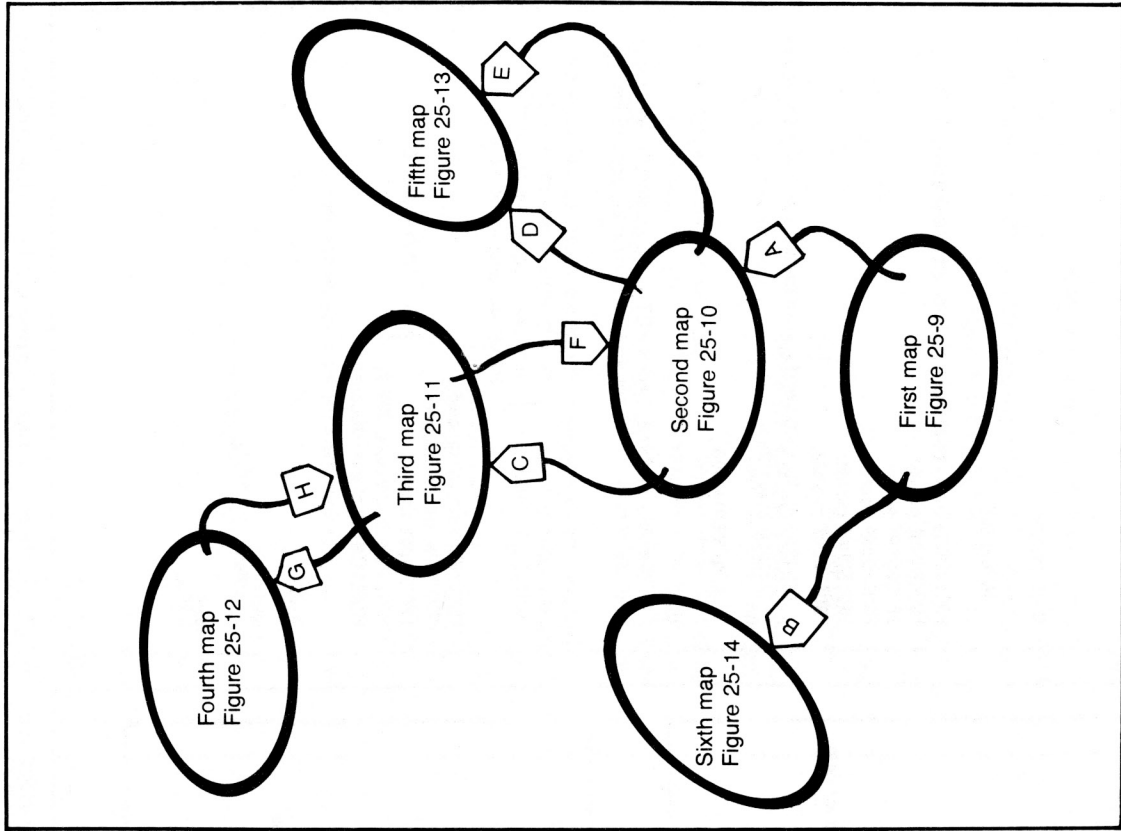 Fourth map
Figure 25-12
H
G
Third map
Figure 25-11
Fifth map
Figure 25-13
E
D
F
C
Second map
Figure 25-10
A
Sixth map
Figure 25-14
B
First map
Figure 25-9